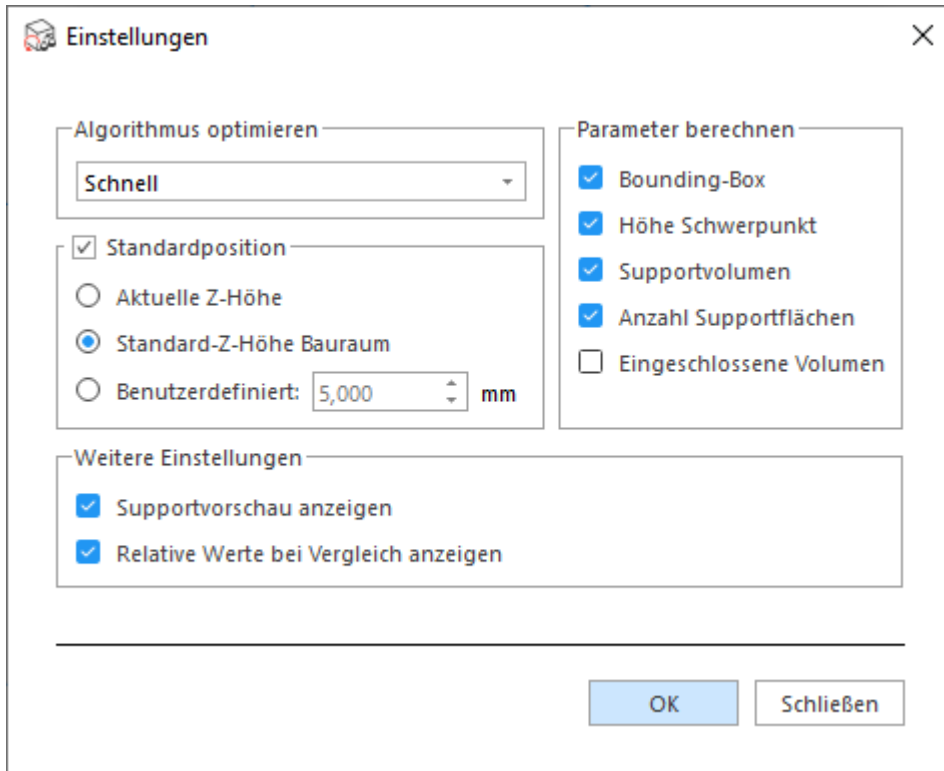 Einstellungen
Algorithmus optimieren
Schnell
Standardposition
Aktuelle Z-Höhe
Standard-Z-Höhe Bauraum
Benutzerdefiniert: 5,000 mm
Parameter berechnen
Bounding-Box
Höhe Schwerpunkt
Supportvolumen
Anzahl Supportflächen
Eingeschlossene Volumen
Weitere Einstellungen
Supportvorschau anzeigen
Relative Werte bei Vergleich anzeigen
OK Schließen